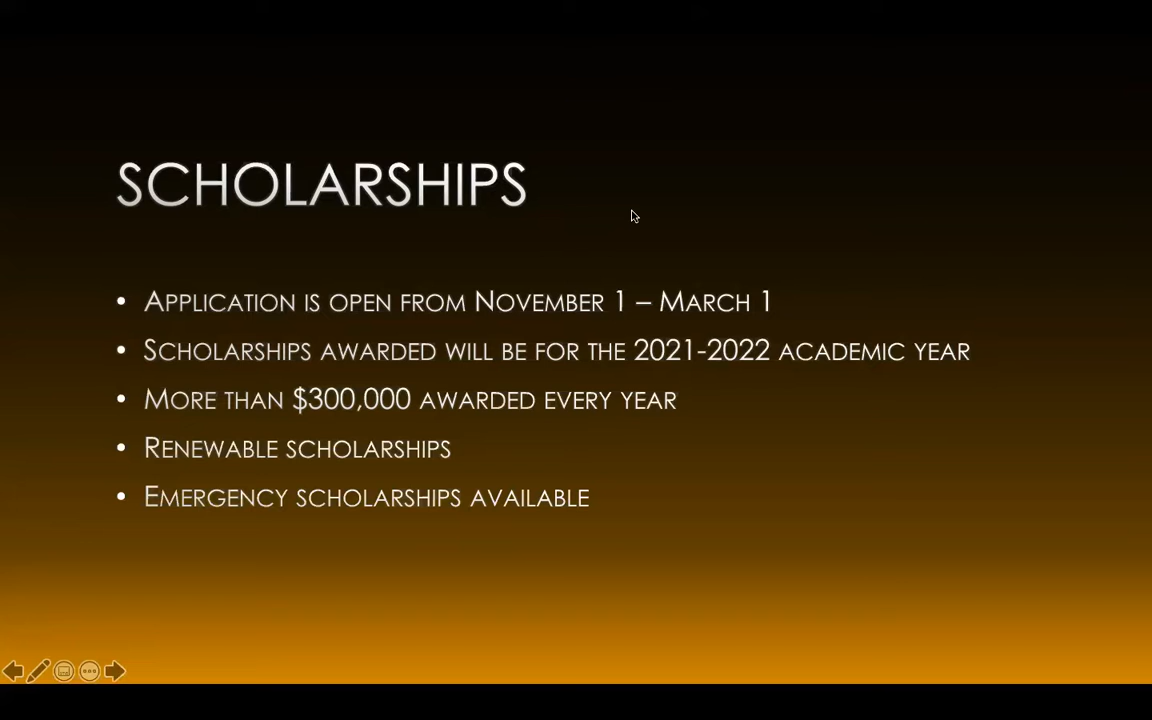 SCHOLARSHIPS
• APPLICATION IS OPEN FROM NOVEMBER 1 – MARCH 1
• SCHOLARSHIPS AWARDED WILL BE FOR THE 2021-2022 ACADEMIC YEAR
• MORE THAN $300,000 AWARDED EVERY YEAR
• RENEWABLE SCHOLARSHIPS
• EMERGENCY SCHOLARSHIPS AVAILABLE